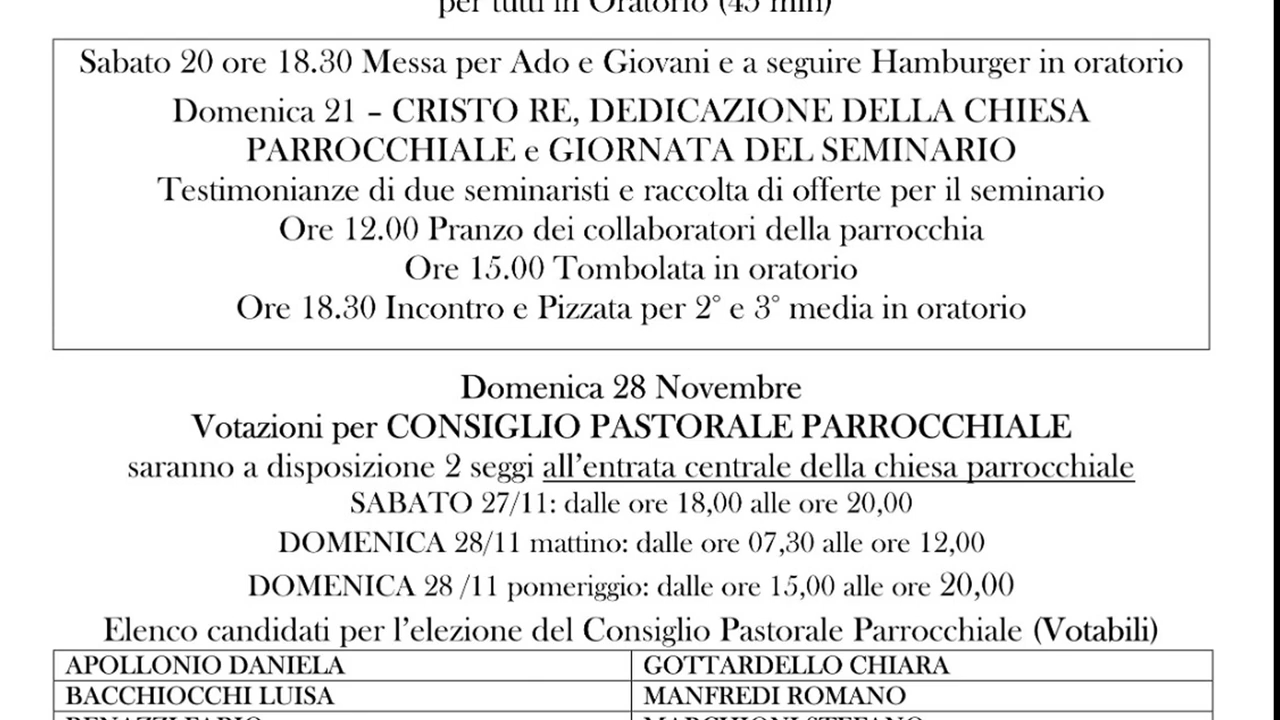 per tutti in Oratorio (45 min)
Sabato 20 ore 18.30 Messa per Ado e Giovani e a seguire Hamburger in oratorio
Domenica 21 – CRISTO RE, DEDICAZIONE DELLA CHIESA
PARROCCHIALE e GIORNATA DEL SEMINARIO
Testimonianze di due seminaristi e raccolta di offerte per il seminario
Ore 12.00 Pranzo dei collaboratori della parrocchia
Ore 15.00 Tombolata in oratorio
Ore 18.30 Incontro e Pizzata per 2° e 3° media in oratorio
Domenica 28 Novembre
Votazioni per CONSIGLIO PASTORALE PARROCCHIALE
saranno a disposizione 2 seggi all’entrata centrale della chiesa parrocchiale
SABATO 27/11: dalle ore 18,00 alle ore 20,00
DOMENICA 28/11 mattino: dalle ore 07,30 alle ore 12,00
DOMENICA 28 /11 pomeriggio: dalle ore 15,00 alle ore 20,00
Elenco candidati per l’elezione del Consiglio Pastorale Parrocchiale (Votabili)
APOLLONIO DANIELA GOTTARDELLO CHIARA
BACCHIOCCHI LUISA MANFREDI ROMANO